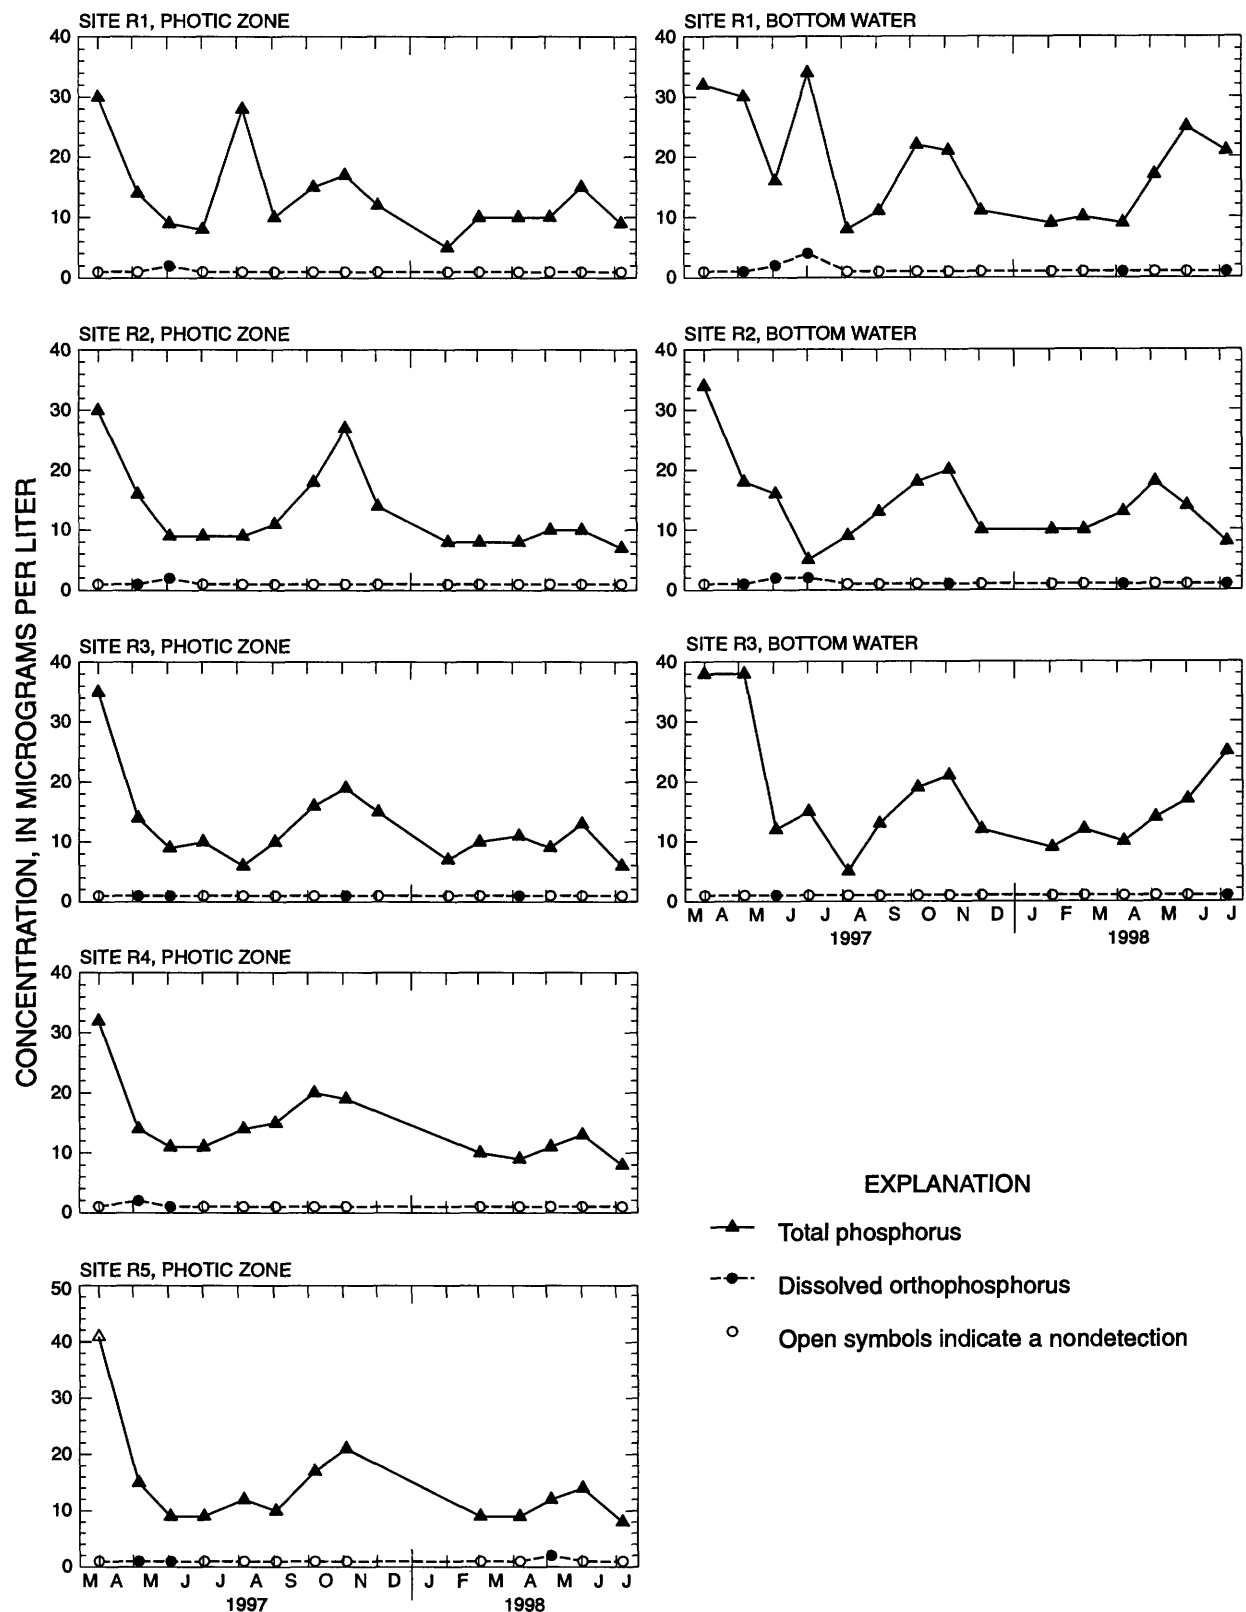 CONCENTRATION, IN MICROGRAMS PER LITER
SITE R1, PHOTIC ZONE
40
30
20
10
0
SITE R1, BOTTOM WATER
40
30
20
10
0
SITE R2, PHOTIC ZONE
40
30
20
10
0
SITE R2, BOTTOM WATER
40
30
20
10
0
SITE R3, PHOTIC ZONE
40
30
20
10
0
SITE R3, BOTTOM WATER
40
30
20
10
0
M A M J J A S O N D J F M A M J J
1997 1998
SITE R4, PHOTIC ZONE
40
30
20
10
0
SITE R5, PHOTIC ZONE
50
40
30
20
10
0
M A M J J A S O N D J F M A M J J
1997 1998
EXPLANATION
Total phosphorus
Dissolved orthophosphorus
Open symbols indicate a nondetection